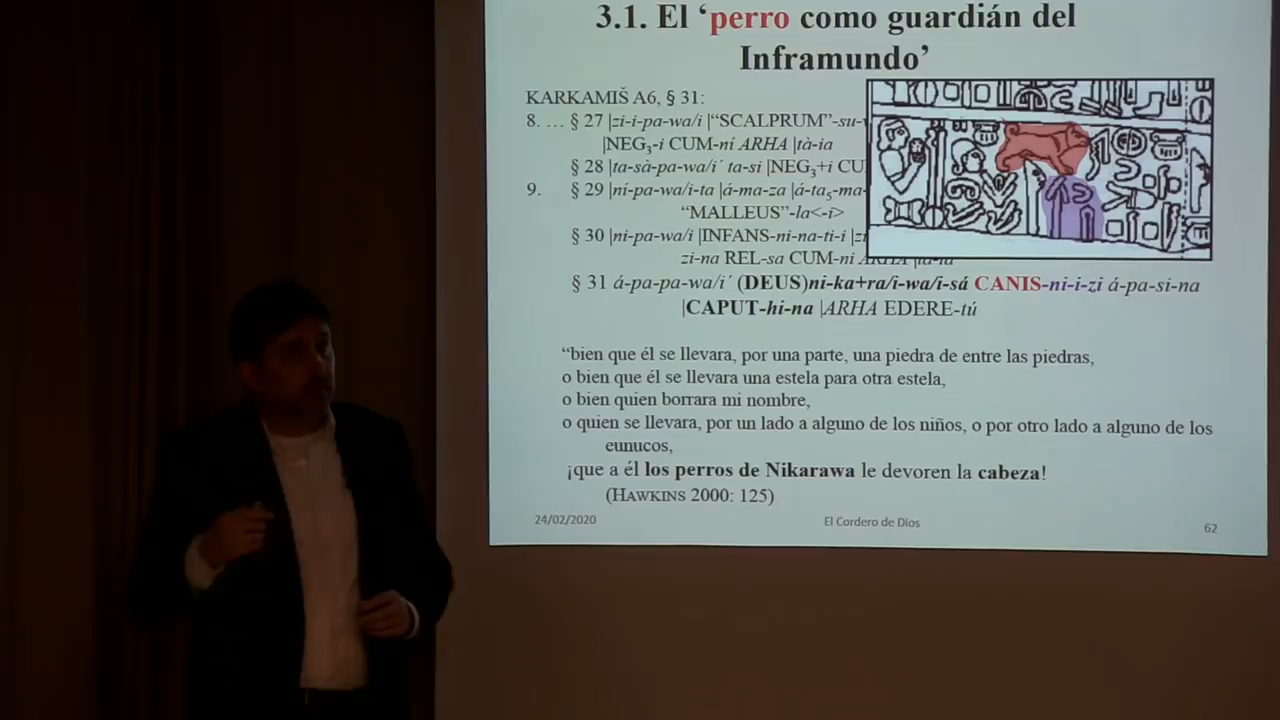 3.1. El ‘perro como guardián del
Inframundo’
KARKAMIŠ A6, § 31:
8. … § 27 |zi-i-pa-wa/i |“SCALPRUM”-su-
|NEG₃-i CUM-ni ARHA |tà-ia
§ 28 |ta-sà-pa-wa/i´ ta-si |NEG₃+i CU
9. § 29 |ni-pa-wa/i-ta |á-ma-za |á-ta₅-ma-
“MALLEUS”-la<-i>
§ 30 |ni-pa-wa/i |INFANS-ni-na-ti-i |zi
zi-na REL-sa CUM-ni ARHA |tà-ia
§ 31 á-pa-pa-wa/i´ (DEUS)ni-ka+ra/i-wa/i-sá CANIS-ni-i-zi á-pa-si-na
|CAPUT-hi-na |ARHA EDERE-tú
“bien que él se llevara, por una parte, una piedra de entre las piedras,
o bien que él se llevara una estela para otra estela,
o bien quien borrara mi nombre,
o quien se llevara, por un lado a alguno de los niños, o por otro lado a alguno de los
eunucos,
¡que a él los perros de Nikarawa le devoren la cabeza!
(HAWKINS 2000: 125)
24/02/2020 El Cordero de Dios 62